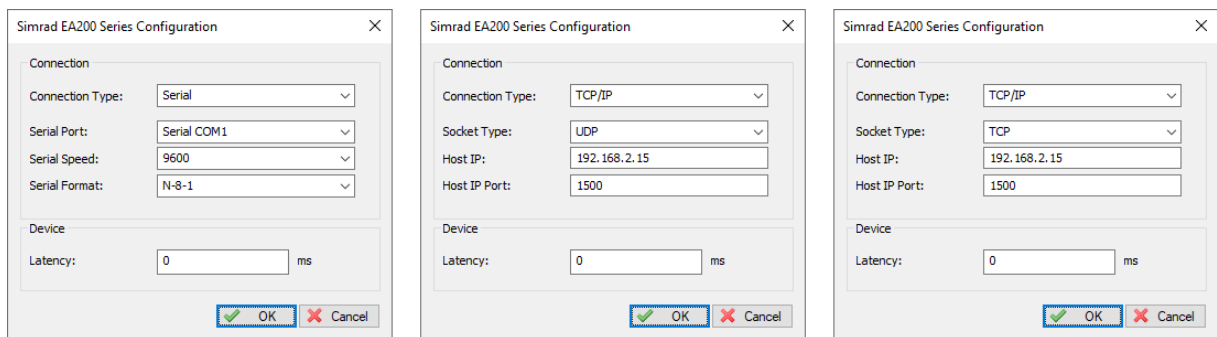 Simrad EA200 Series Configuration
Connection
Connection Type: Serial
Serial Port: Serial COM1
Serial Speed: 9600
Serial Format: N-8-1
Device
Latency: 0 ms
OK Cancel
Simrad EA200 Series Configuration
Connection
Connection Type: TCP/IP
Socket Type: UDP
Host IP: 192.168.2.15
Host IP Port: 1500
Device
Latency: 0 ms
OK Cancel
Simrad EA200 Series Configuration
Connection
Connection Type: TCP/IP
Socket Type: TCP
Host IP: 192.168.2.15
Host IP Port: 1500
Device
Latency: 0 ms
OK Cancel